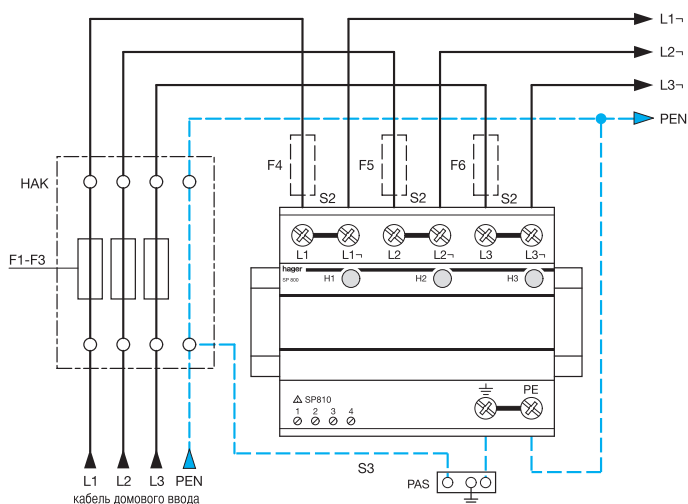 L1¬
L2¬
L3¬
PEN
F4
F5
F6
S2
S2
S2
HAK
F1-F3
L1
L1¬
L2
L2¬
L3
L3¬
hager
SP 800
H1
H2
H3
⚠ SP810
1 2 3 4
PE
S3
PAS
L1 L2 L3 PEN
кабель домового ввода